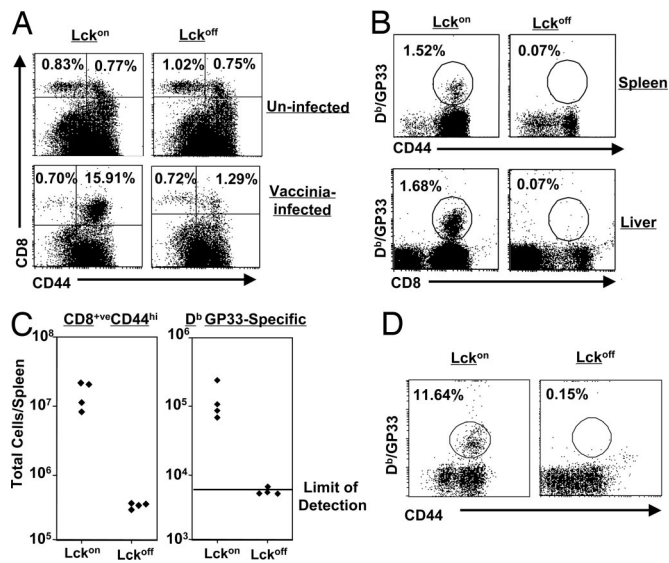 A
Lck^on Lck^off
0.83% 0.77% 1.02% 0.75%
Un-infected
0.70% 15.91% 0.72% 1.29%
Vaccinia-
infected
CD8
CD44
B
Lck^on Lck^off
1.52% 0.07%
D^b/GP33
Spleen
CD44
1.68% 0.07%
D^b/GP33
Liver
CD8
C
CD8^+ve CD44^hi D^b GP33-Specific
Total Cells/Spleen
10^8 10^6
10^7 10^5
10^6 10^4
10^5 10^3
Limit of
Detection
Lck^on Lck^off Lck^on Lck^off
D
Lck^on Lck^off
11.64% 0.15%
D^b/GP33
CD44